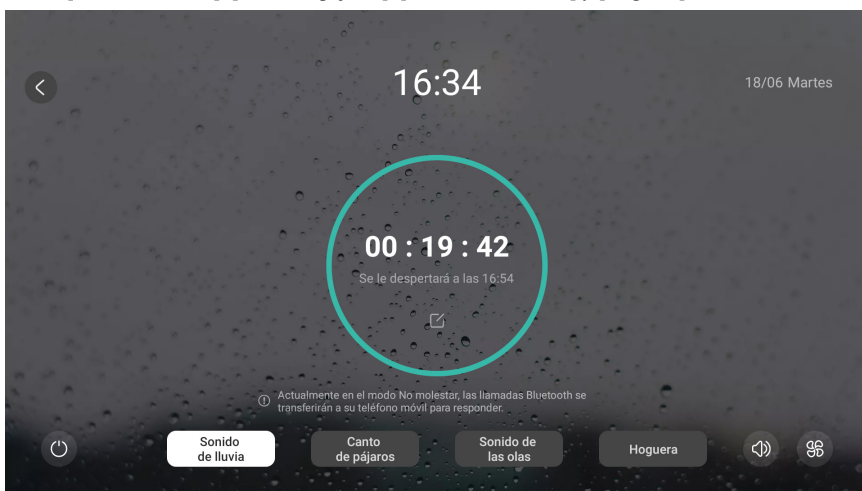 16:34
18/06 Martes
00 : 19 : 42
Se le despertará a las 16:54
Actualmente en el modo No molestar, las llamadas Bluetooth se
transferirán a su teléfono móvil para responder.
Sonido
de lluvia
Canto
de pájaros
Sonido de
las olas
Hoguera